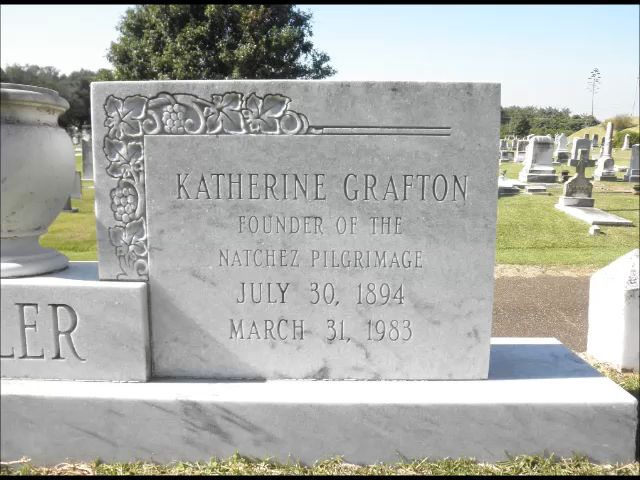 KATHERINE GRAFTON
FOUNDER OF THE
NATCHEZ PILGRIMAGE
JULY 30, 1894
MARCH 31, 1983
LER